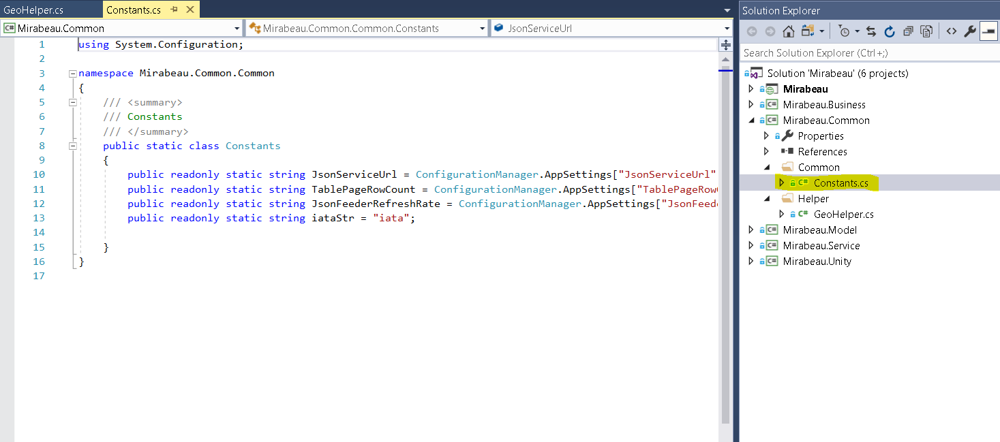 GeoHelper.cs Constants.cs
Mirabeau.Common Mirabeau.Common.Common.Constants JsonServiceUrl
1 using System.Configuration;
2
3 namespace Mirabeau.Common.Common
4 {
5 /// <summary>
6 /// Constants
7 /// </summary>
8 public static class Constants
9 {
10 public readonly static string JsonServiceUrl = ConfigurationManager.AppSettings["JsonServiceUrl"
11 public readonly static string TablePageRowCount = ConfigurationManager.AppSettings["TablePageRow
12 public readonly static string JsonFeederRefreshRate = ConfigurationManager.AppSettings["JsonFeed
13 public readonly static string iataStr = "iata";
14
15 }
16 }
17
Solution Explorer
Search Solution Explorer (Ctrl+;)
Solution 'Mirabeau' (6 projects)
Mirabeau
C# Mirabeau.Business
C# Mirabeau.Common
Properties
References
Common
C# Constants.cs
Helper
C# GeoHelper.cs
C# Mirabeau.Model
C# Mirabeau.Service
C# Mirabeau.Unity